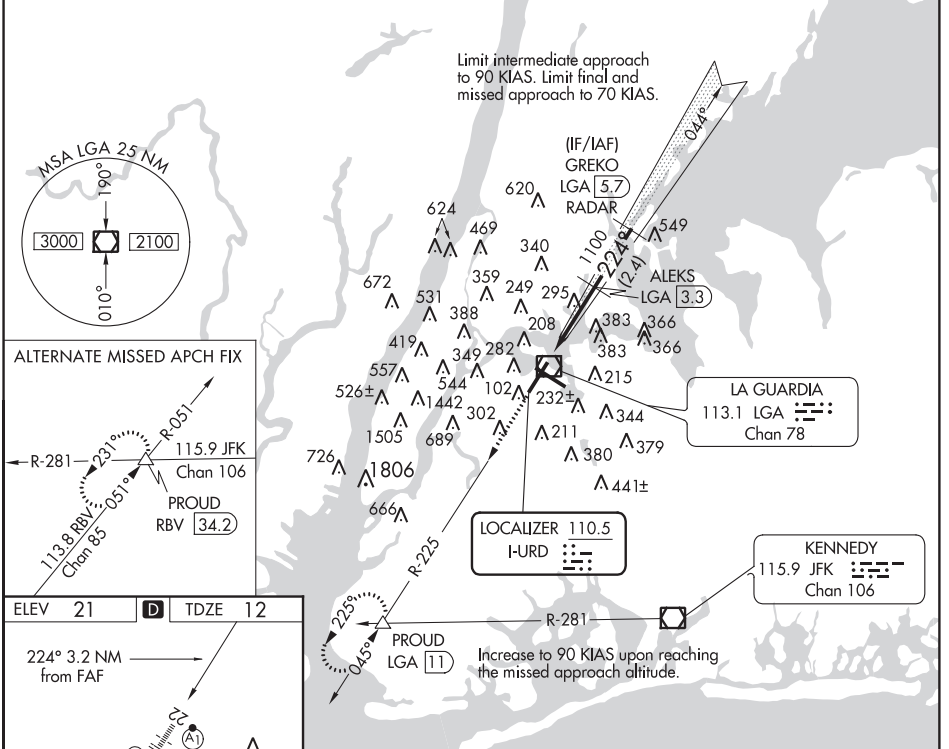 Limit intermediate approach
to 90 KIAS. Limit final and
missed approach to 70 KIAS.
MSA LGA 25 NM
190°
3000
2100
010°
(IF/IAF)
GREKO
LGA 5.7
RADAR
044°
1100
224°
(2.4)
ALEKS
LGA 3.3
620
624
469
340
549
672
531
359
249
295
388
208
383
366
383
366
419
349
282
557
544
102
215
526±
1442
232±
1505
302
344
689
211
379
726
380
1806
441±
666
LA GUARDIA
113.1 LGA
Chan 78
ALTERNATE MISSED APCH FIX
R-051
R-281
231°
115.9 JFK
Chan 106
051°
PROUD
RBV 34.2
113.8 RBV
Chan 85
LOCALIZER 110.5
I-URD
KENNEDY
115.9 JFK
Chan 106
R-225
R-281
225°
045°
PROUD
LGA 11
Increase to 90 KIAS upon reaching
the missed approach altitude.
ELEV 21 D TDZE 12
224° 3.2 NM
from FAF
22
A1